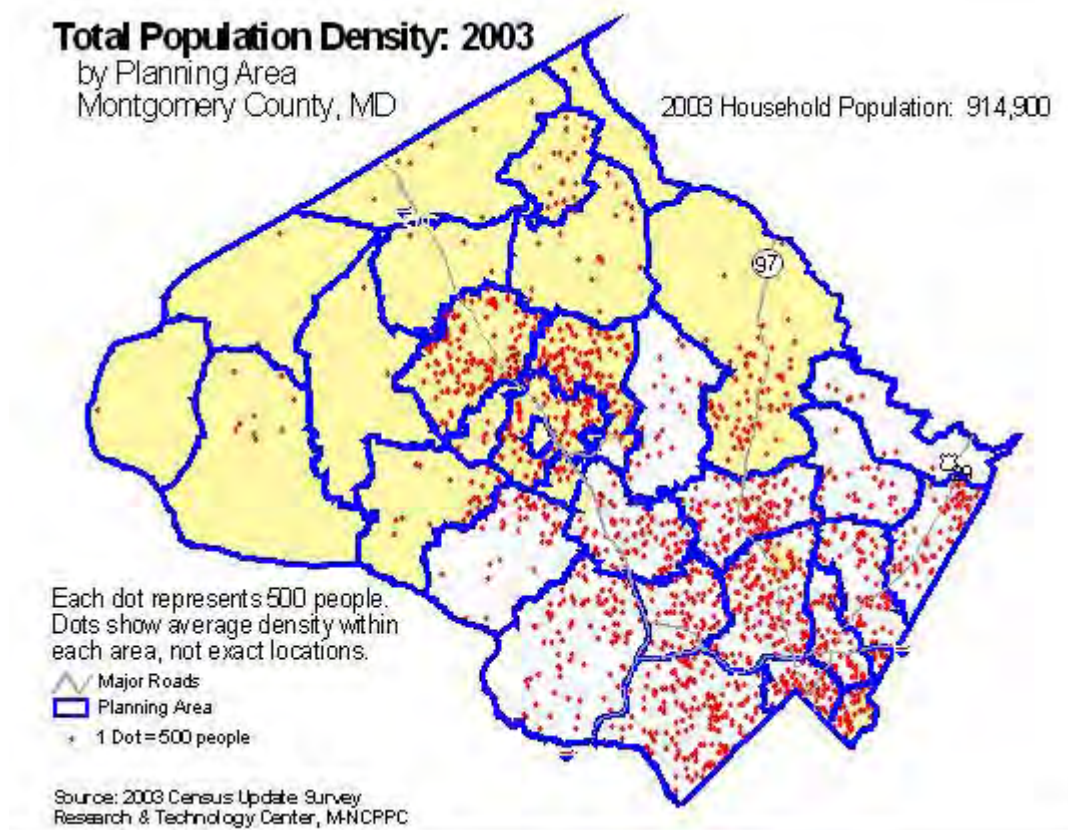 Total Population Density: 2003
by Planning Area
Montgomery County, MD
2003 Household Population: 914,900
97
Each dot represents 500 people.
Dots show average density within
each area, not exact locations.
Major Roads
Planning Area
1 Dot = 500 people
Source: 2003 Census Update Survey
Research & Technology Center, M-NCPPC